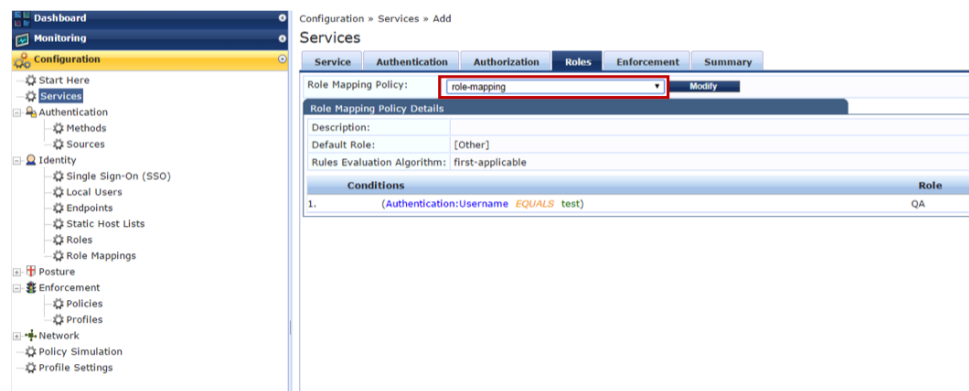 Dashboard
Monitoring
Configuration
Start Here
Services
Authentication
Methods
Sources
Identity
Single Sign-On (SSO)
Local Users
Endpoints
Static Host Lists
Roles
Role Mappings
Posture
Enforcement
Policies
Profiles
Network
Policy Simulation
Profile Settings
Configuration » Services » Add
Services
Service Authentication Authorization Roles Enforcement Summary
Role Mapping Policy: role-mapping Modify
Role Mapping Policy Details
Description:
Default Role: [Other]
Rules Evaluation Algorithm: first-applicable
Conditions Role
1. (Authentication:Username EQUALS test) QA